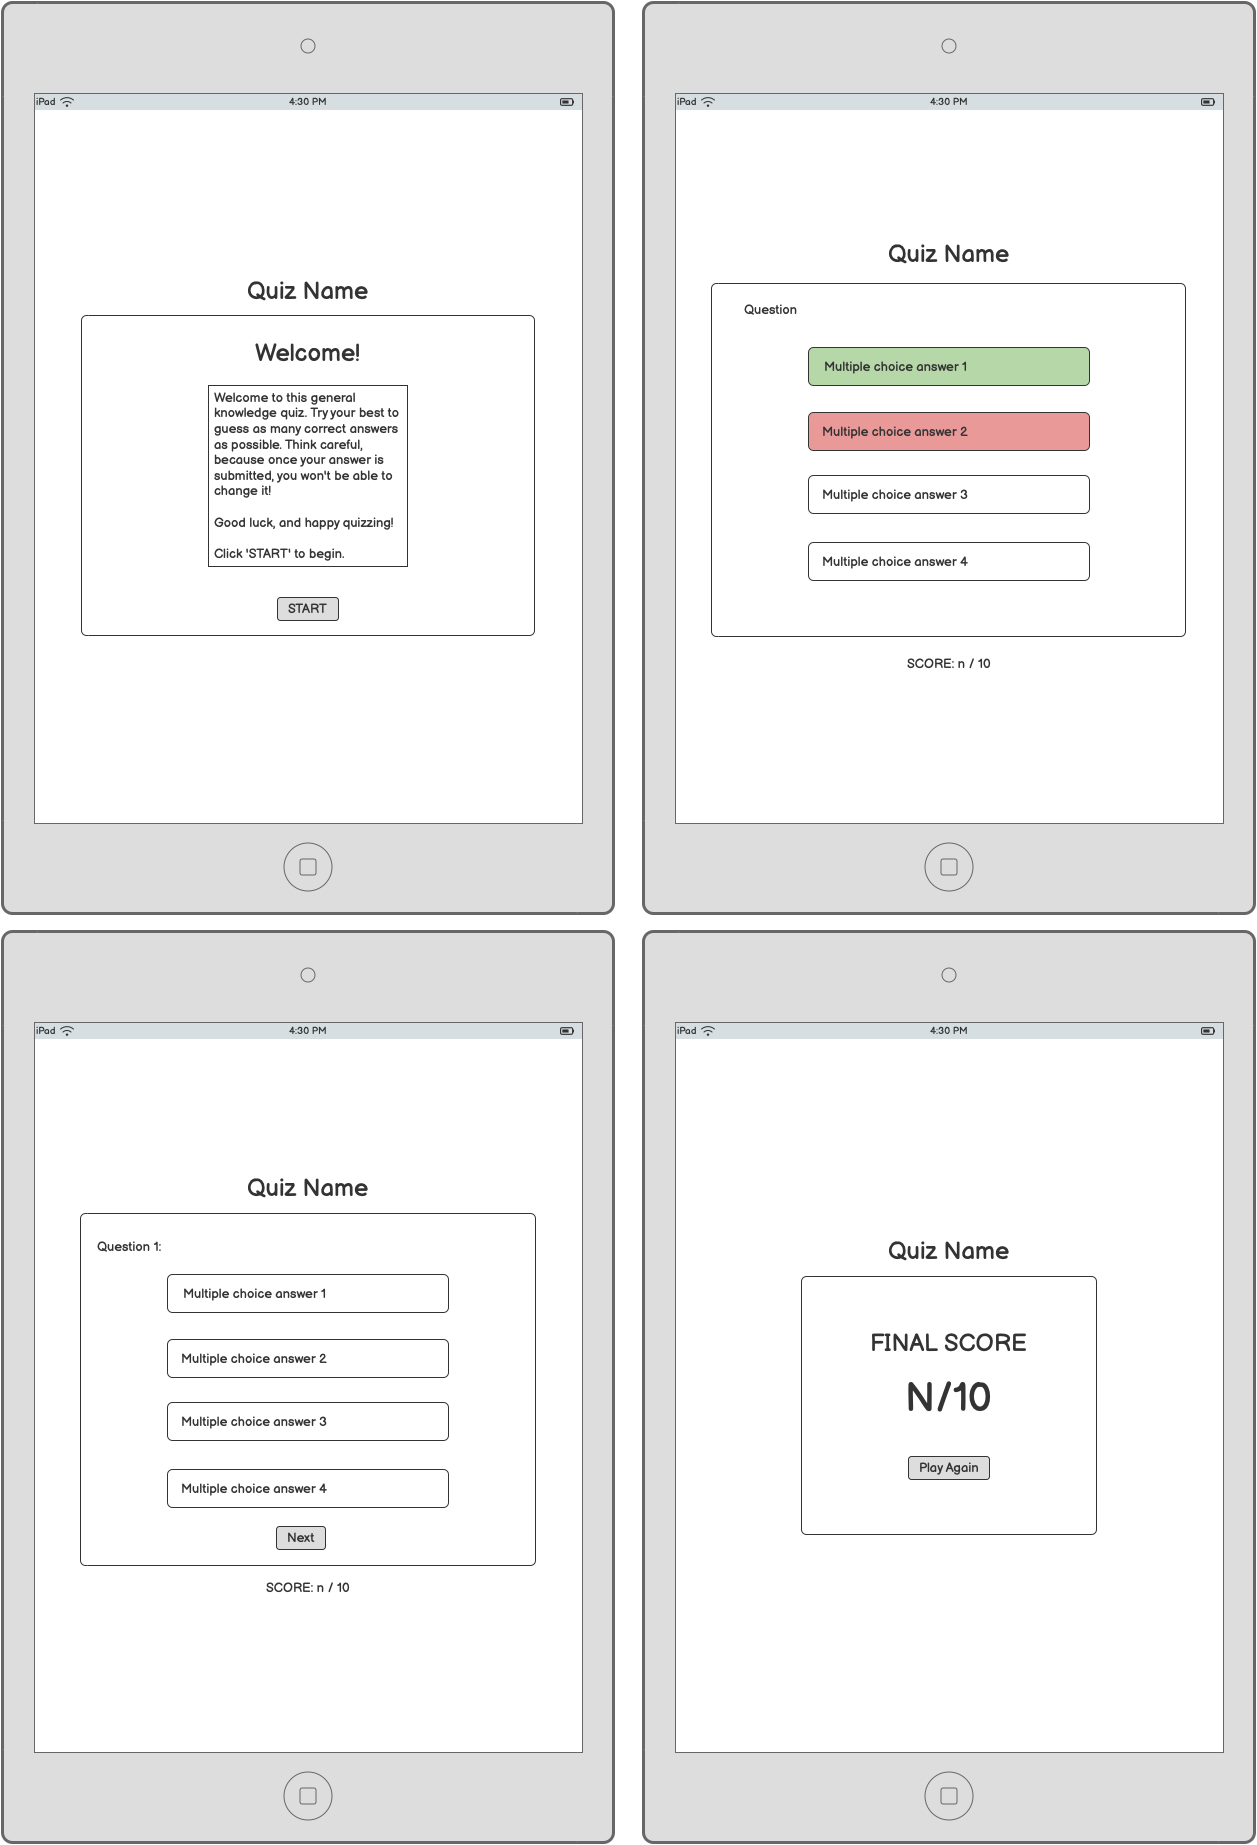 iPad
4:30 PM
Quiz Name
Welcome!
Welcome to this general
knowledge quiz. Try your best to
guess as many correct answers
as possible. Think careful,
because once your answer is
submitted, you won't be able to
change it!
Good luck, and happy quizzing!
Click 'START' to begin.
START
iPad
4:30 PM
Quiz Name
Question
Multiple choice answer 1
Multiple choice answer 2
Multiple choice answer 3
Multiple choice answer 4
SCORE: n / 10
iPad
4:30 PM
Quiz Name
Question 1:
Multiple choice answer 1
Multiple choice answer 2
Multiple choice answer 3
Multiple choice answer 4
Next
SCORE: n / 10
iPad
4:30 PM
Quiz Name
FINAL SCORE
N/10
Play Again